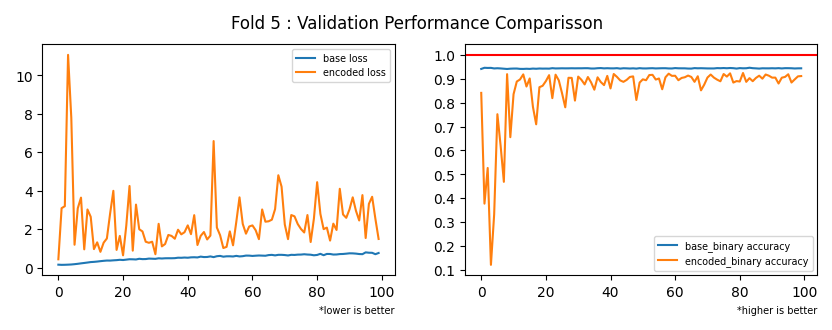 Fold 5 : Validation Performance Comparisson
base loss
encoded loss
10
8
6
4
2
0
0 20 40 60 80 100
*lower is better
1.0
0.9
0.8
0.7
0.6
0.5
0.4
0.3
0.2
0.1
base_binary accuracy
encoded_binary accuracy
0 20 40 60 80 100
*higher is better